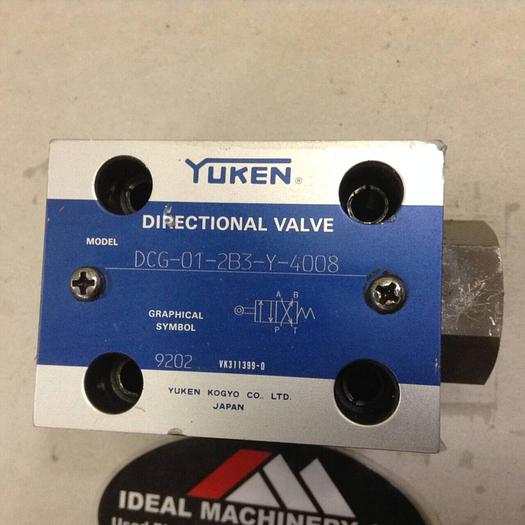 YUKEN®
DIRECTIONAL VALVE
MODEL
DCG-01-2B3-Y-4008
A B
GRAPHICAL
SYMBOL
P T
9202 VK311399-0
YUKEN KOGYO CO., LTD.
JAPAN
IDEAL MACHINERY
Used